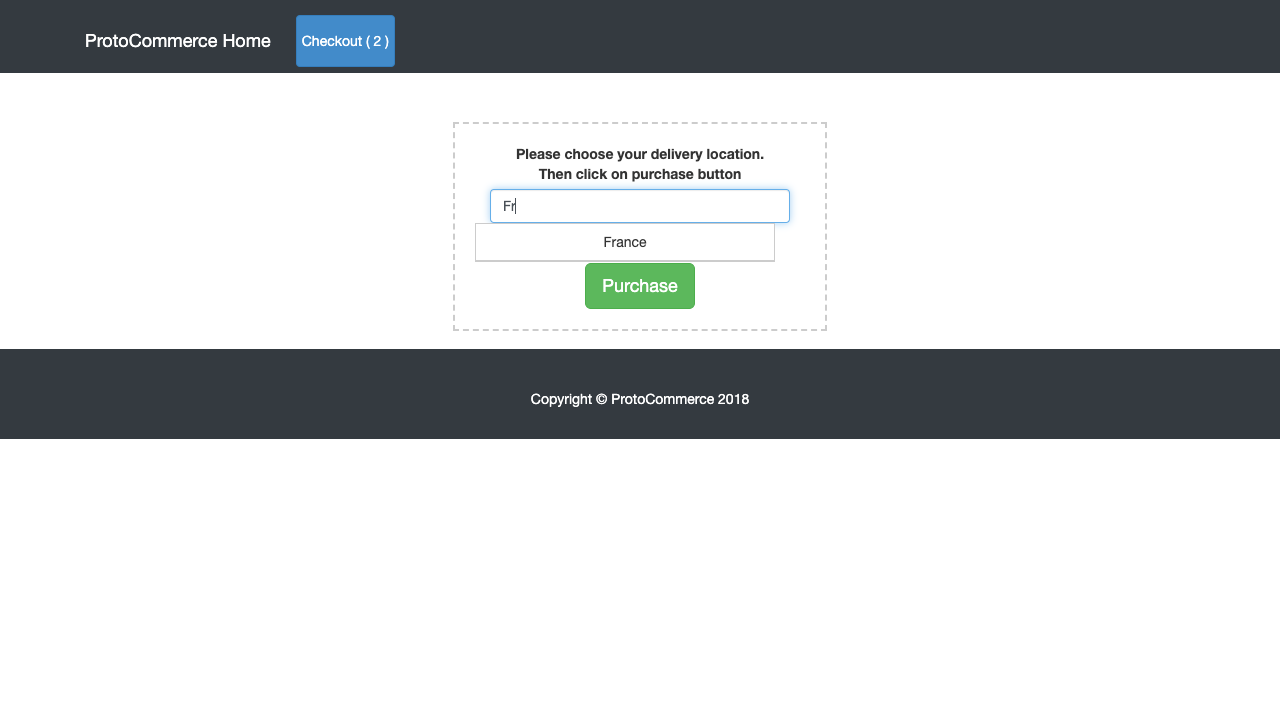 ProtoCommerce Home
Checkout ( 2 )
Please choose your delivery location.
Then click on purchase button
Fr
France
Purchase
Copyright © ProtoCommerce 2018